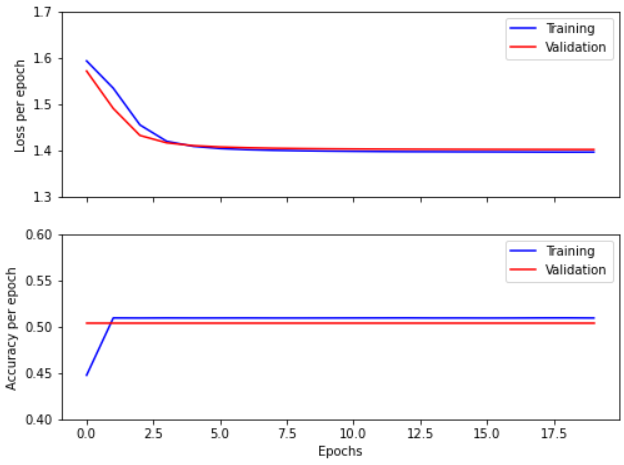 1.7
1.6
1.5
1.4
1.3
Loss per epoch
Training
Validation
0.60
0.55
0.50
0.45
0.40
Accuracy per epoch
Training
Validation
0.0 2.5 5.0 7.5 10.0 12.5 15.0 17.5
Epochs